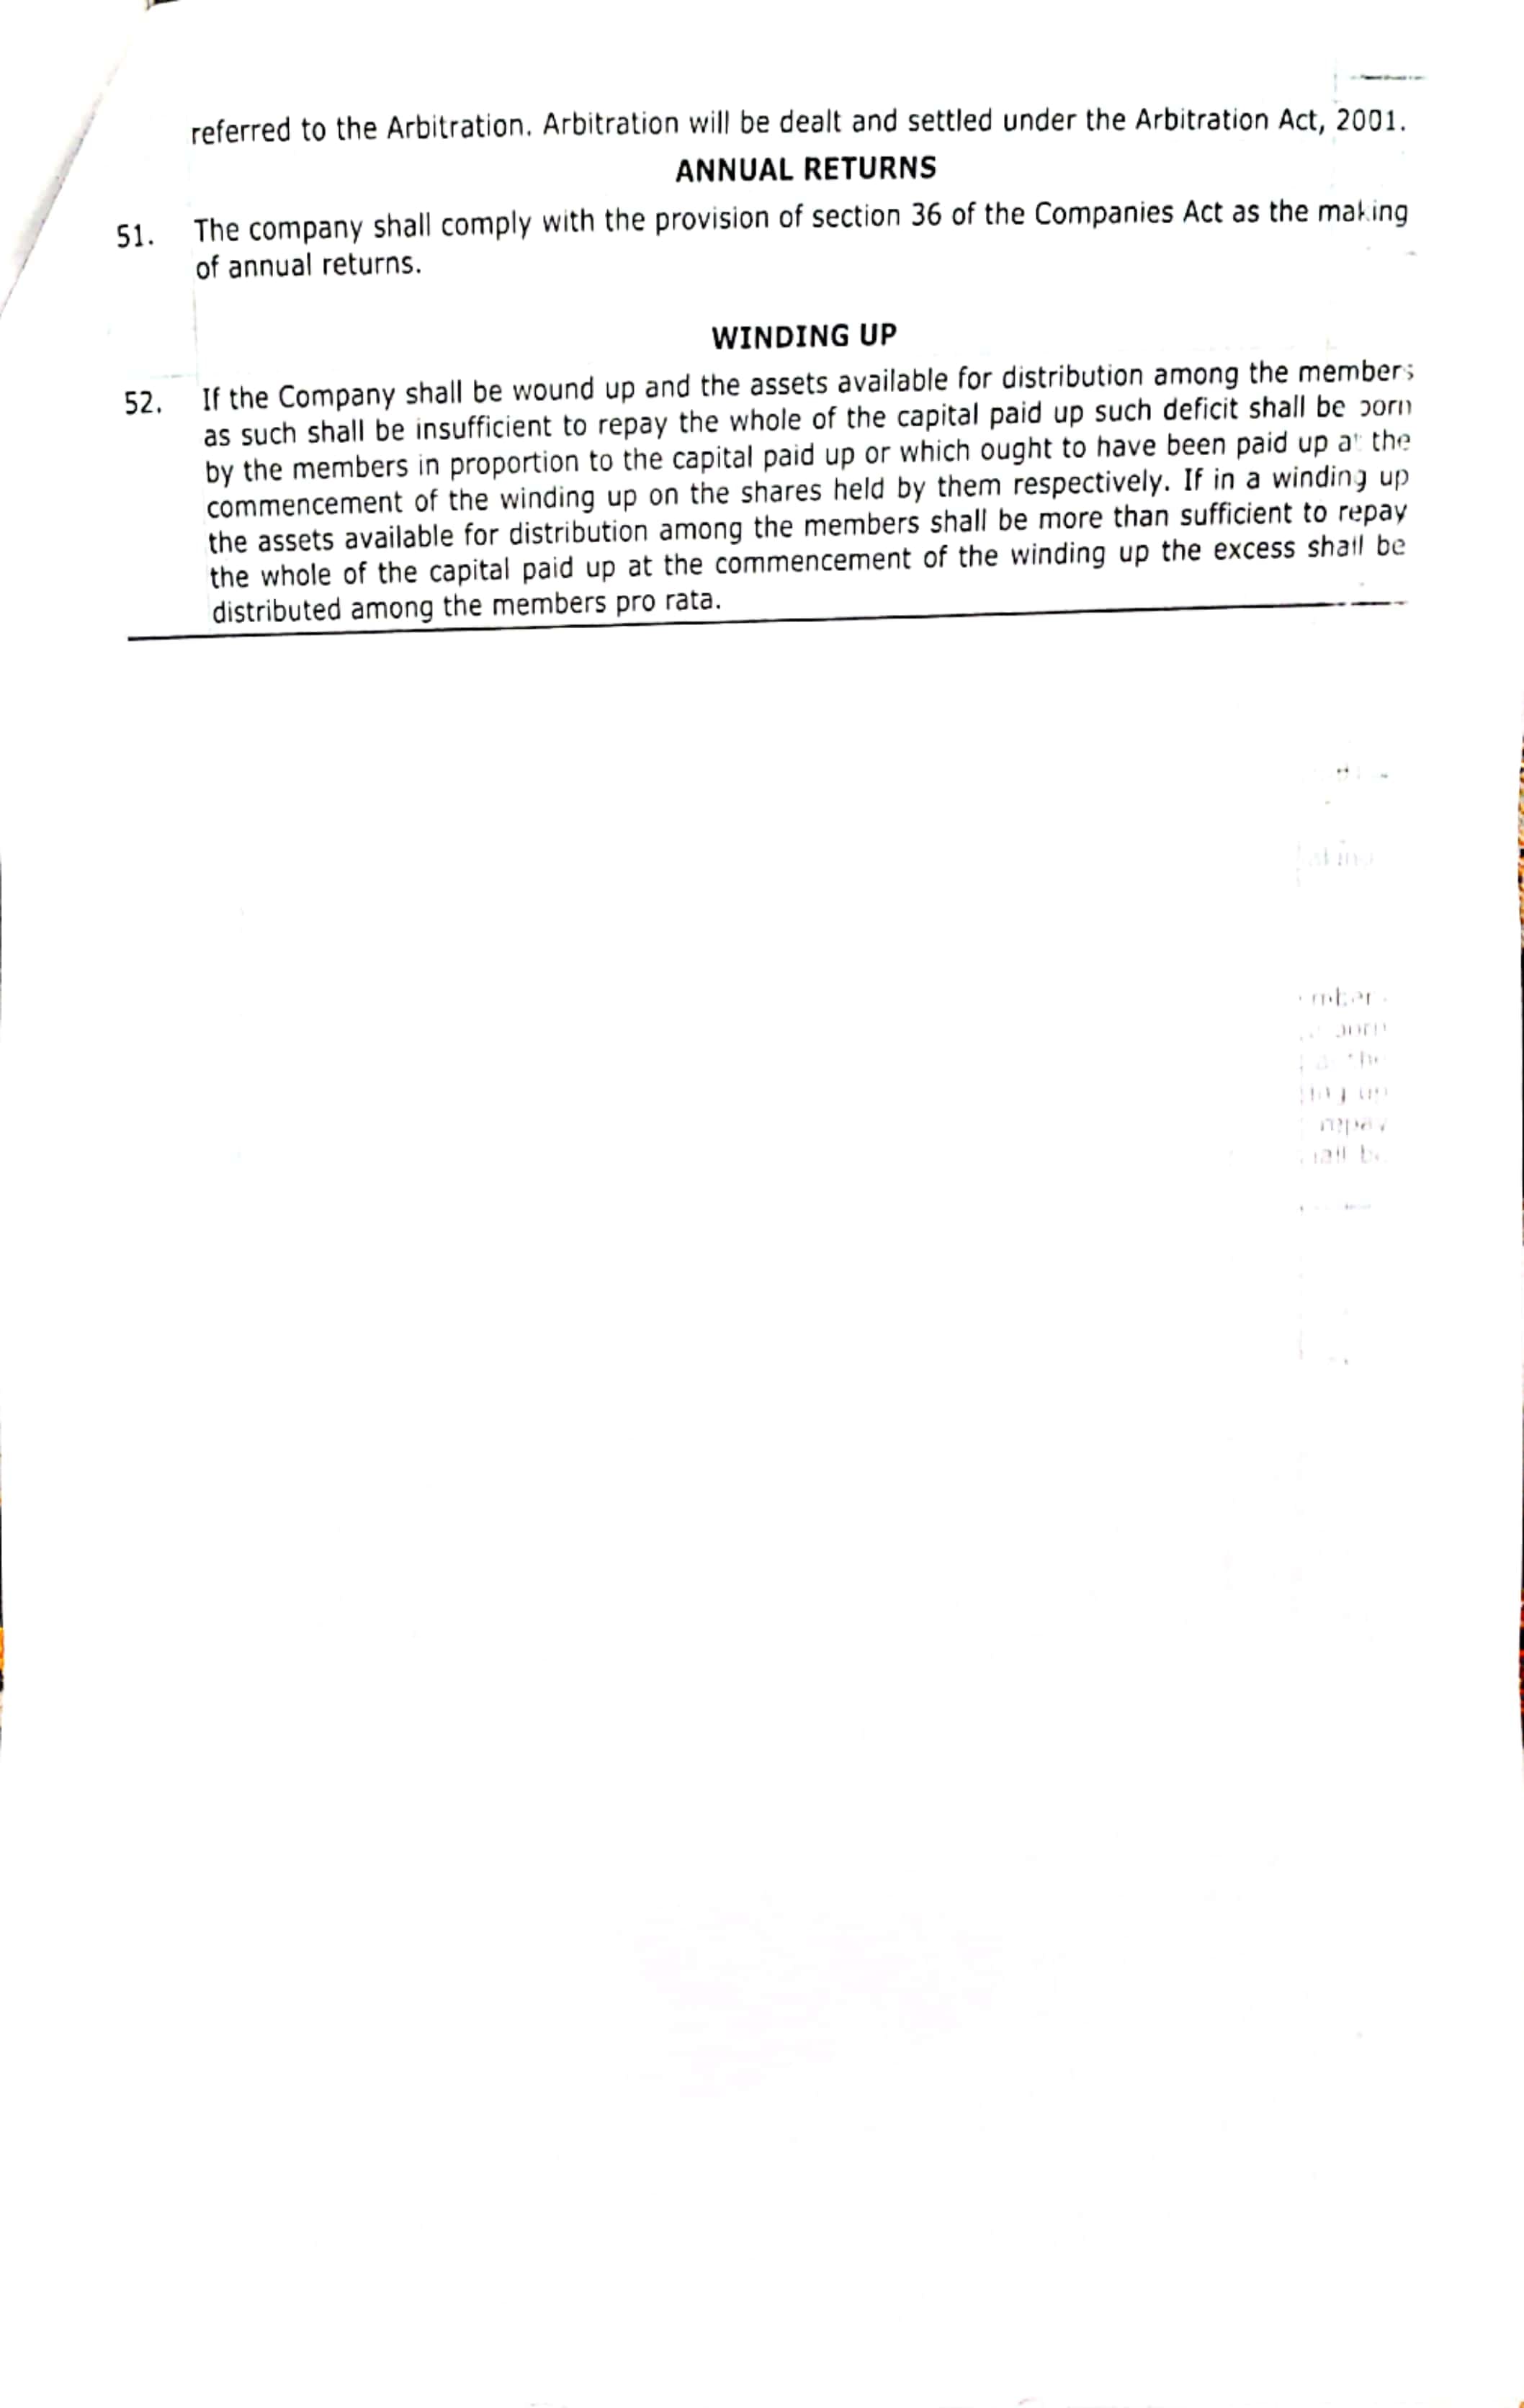 referred to the Arbitration. Arbitration will be dealt and settled under the Arbitration Act, 2001.
ANNUAL RETURNS
51. The company shall comply with the provision of section 36 of the Companies Act as the making
of annual returns.
WINDING UP
52. If the Company shall be wound up and the assets available for distribution among the members
as such shall be insufficient to repay the whole of the capital paid up such deficit shall be born
by the members in proportion to the capital paid up or which ought to have been paid up at the
commencement of the winding up on the shares held by them respectively. If in a winding up
the assets available for distribution among the members shall be more than sufficient to repay
the whole of the capital paid up at the commencement of the winding up the excess shall be
distributed among the members pro rata.